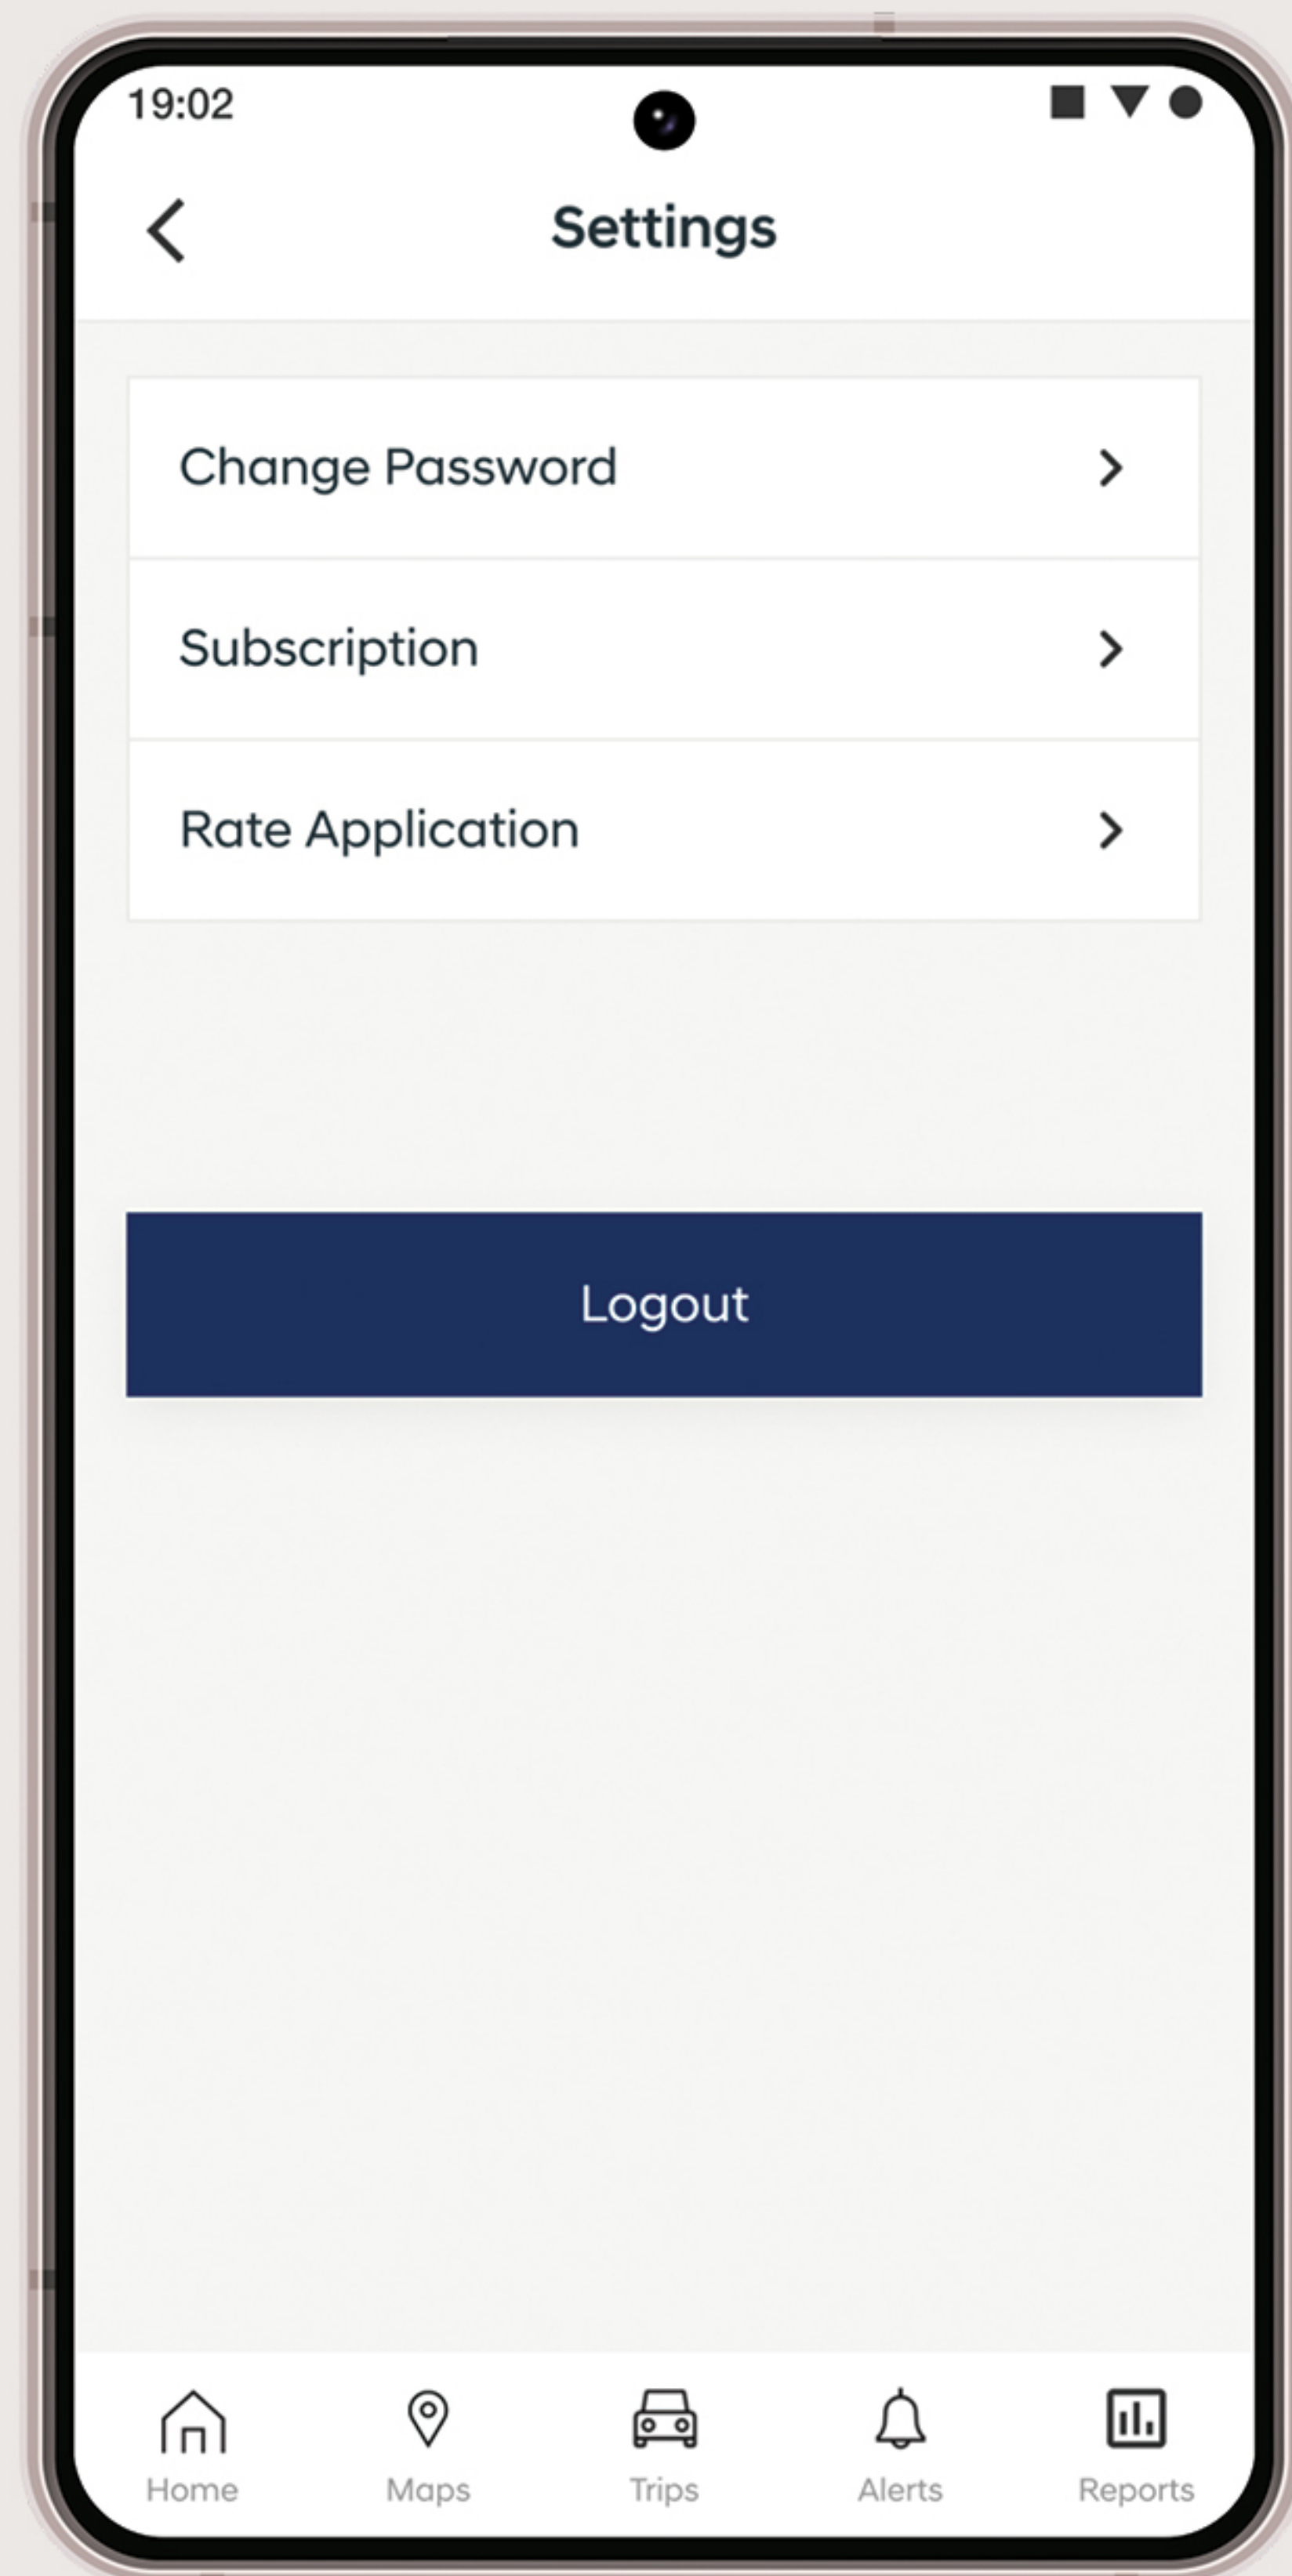 19:02
Settings
Change Password
Subscription
Rate Application
Logout
Home
Maps
Trips
Alerts
Reports